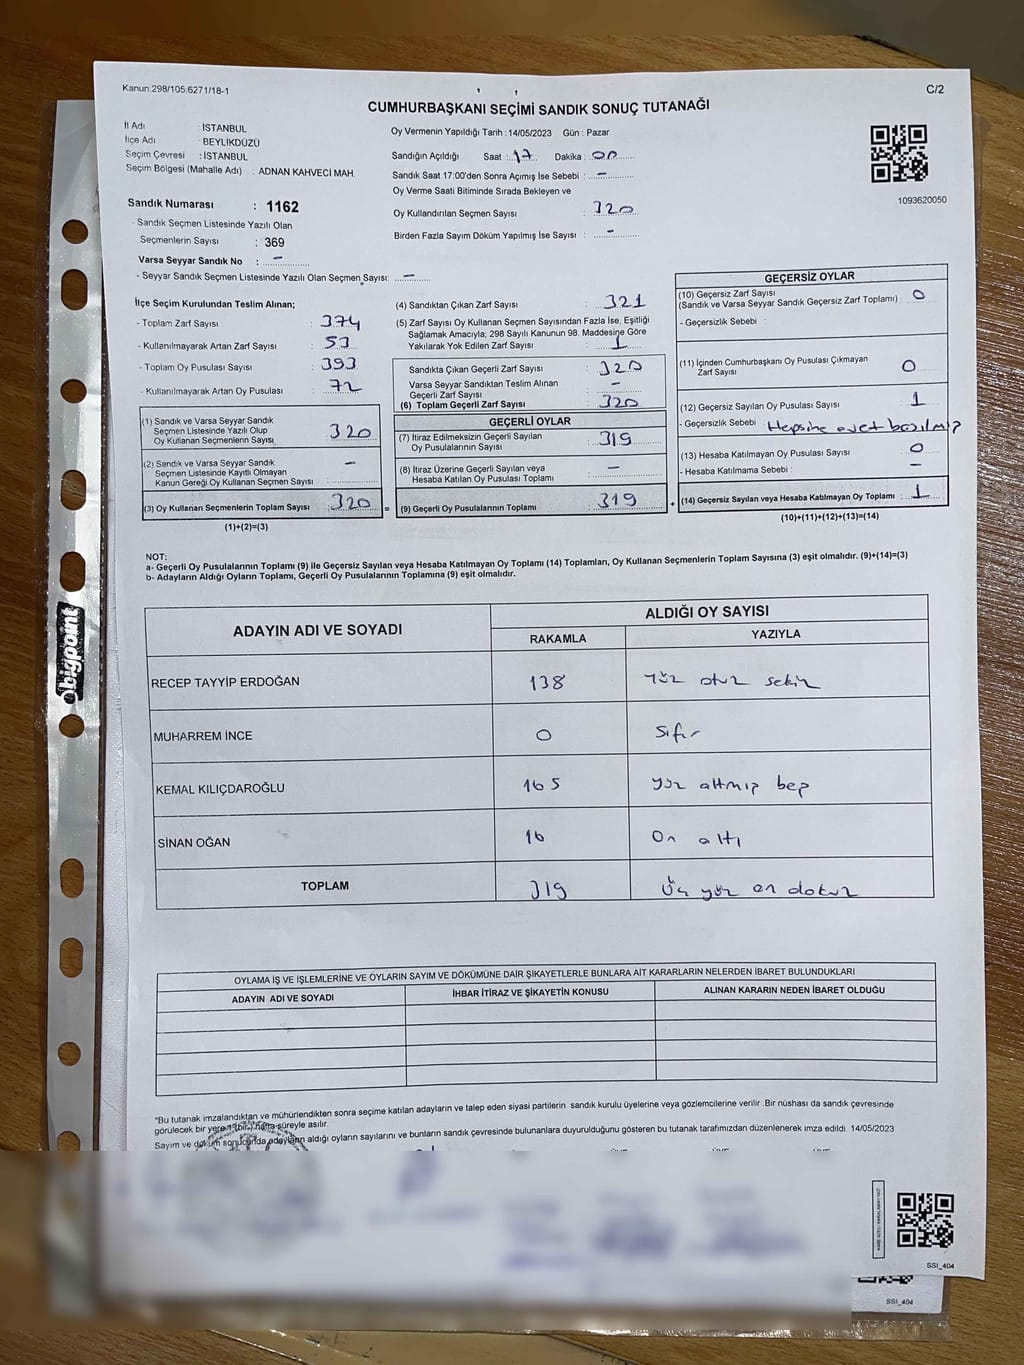 Kanun:298/105;6271/18-1
C/2
CUMHURBAŞKANI SEÇİMİ SANDIK SONUÇ TUTANAĞI
İl Adı : İSTANBUL
İlçe Adı : BEYLİKDÜZÜ
Seçim Çevresi : İSTANBUL
Seçim Bölgesi (Mahalle Adı) : ADNAN KAHVECİ MAH.
Sandık Numarası : 1162
- Sandık Seçmen Listesinde Yazılı Olan
Seçmenlerin Sayısı : 369
Varsa Seyyar Sandık No : -
- Seyyar Sandık Seçmen Listesinde Yazılı Olan Seçmen Sayısı: -
Oy Vermenin Yapıldığı Tarih : 14/05/2023 Gün : Pazar
Sandığın Açıldığı Saat : 17 Dakika : 00
Sandık Saat 17:00'den Sonra Açımış İse Sebebi : -
Oy Verme Saati Bitiminde Sırada Bekleyen ve
Oy Kullandırılan Seçmen Sayısı : 320
Birden Fazla Sayım Döküm Yapılmış İse Sayısı : -
1093620050
İlçe Seçim Kurulundan Teslim Alınan;
- Toplam Zarf Sayısı : 374
- Kullanılmayarak Artan Zarf Sayısı : 53
- Toplam Oy Pusulası Sayısı : 393
- Kullanılmayarak Artan Oy Pusulası : 72
(1) Sandık ve Varsa Seyyar Sandık
Seçmen Listesinde Yazılı Olup
Oy Kullanan Seçmenlerin Sayısı : 320
(2) Sandık ve Varsa Seyyar Sandık
Seçmen Listesinde Kayıtlı Olmayan
Kanun Gereği Oy Kullanan Seçmen Sayısı : -
(3) Oy Kullanan Seçmenlerin Toplam Sayısı : 320
(1)+(2)=(3)
(4) Sandıktan Çıkan Zarf Sayısı : 321
(5) Zarf Sayısı Oy Kullanan Seçmen Sayısından Fazla İse, Eşitliği
Sağlamak Amacıyla; 298 Sayılı Kanunun 98. Maddesine Göre
Yakılarak Yok Edilen Zarf Sayısı : 1
Sandıkta Çıkan Geçerli Zarf Sayısı : 320
Varsa Seyyar Sandıktan Teslim Alınan
Geçerli Zarf Sayısı : -
(6) Toplam Geçerli Zarf Sayısı : 320
GEÇERLİ OYLAR
(7) İtiraz Edilmeksizin Geçerli Sayılan
Oy Pusulasının Sayısı : 319
(8) İtiraz Üzerine Geçerli Sayılan veya
Hesaba Katılan Oy Pusulası Toplamı : -
= (9) Geçerli Oy Pusulalarının Toplamı : 319 +
GEÇERSİZ OYLAR
(10) Geçersiz Zarf Sayısı
(Sandık ve Varsa Seyyar Sandık Geçersiz Zarf Toplamı) : 0
- Geçersizlik Sebebi :
(11) İçinden Cumhurbaşkanı Oy Pusulası Çıkmayan
Zarf Sayısı : 0
(12) Geçersiz Sayılan Oy Pusulası Sayısı : 1
- Geçersizlik Sebebi : Hepsine evet basılmış
(13) Hesaba Katılmayan Oy Pusulası Sayısı : 0
- Hesaba Katılmama Sebebi : -
(14) Geçersiz Sayılan veya Hesaba Katılmayan Oy Toplamı : 1
(10)+(11)+(12)+(13)=(14)
NOT:
a- Geçerli Oy Pusulalarının Toplamı (9) ile Geçersiz Sayılan veya Hesaba Katılmayan Oy Toplamı (14) Toplamları, Oy Kullanan Seçmenlerin Toplam Sayısına (3) eşit olmalıdır. (9)+(14)=(3)
b- Adayların Aldığı Oyların Toplamı, Geçerli Oy Pusulalarının Toplamına (9) eşit olmalıdır.
ADAYIN ADI VE SOYADI
ALDIĞI OY SAYISI
RAKAMLA YAZIYLA
RECEP TAYYİP ERDOĞAN 138 Yüz otuz sekiz
MUHARREM İNCE 0 Sıfır
KEMAL KILIÇDAROĞLU 165 Yüz altmış beş
SİNAN OĞAN 16 On altı
TOPLAM 319 Üç yüz on dokuz
OYLAMA İŞ VE İŞLEMLERİNE VE OYLARIN SAYIM VE DÖKÜMÜNE DAİR ŞİKAYETLERLE BUNLARA AİT KARARLARIN NELERDEN İBARET BULUNDUKLARI
ADAYIN ADI VE SOYADI İHBAR İTİRAZ VE ŞİKAYETİN KONUSU ALINAN KARARIN NEDEN İBARET OLDUĞU
*Bu tutanak imzalandıktan ve mühürlendikten sonra seçime katılan adayların ve talep eden siyasi partilerin sandık kurulu üyelerine veya gözlemcilerine verilir. Bir nüshası da sandık çevresinde
görülecek bir yere 1 (bir) hafta süreyle asılır.
Sayım ve döküm sonucunda adayların aldığı oyların sayılarını ve bunların sandık çevresinde bulunanlara duyurulduğunu gösteren bu tutanak tarafımızdan düzenlenerek imza edildi. 14/05/2023
bigpoint
SSI_404
SSI_404